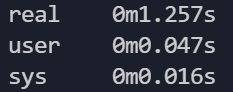 real    0m1.257s
user    0m0.047s
sys     0m0.016s